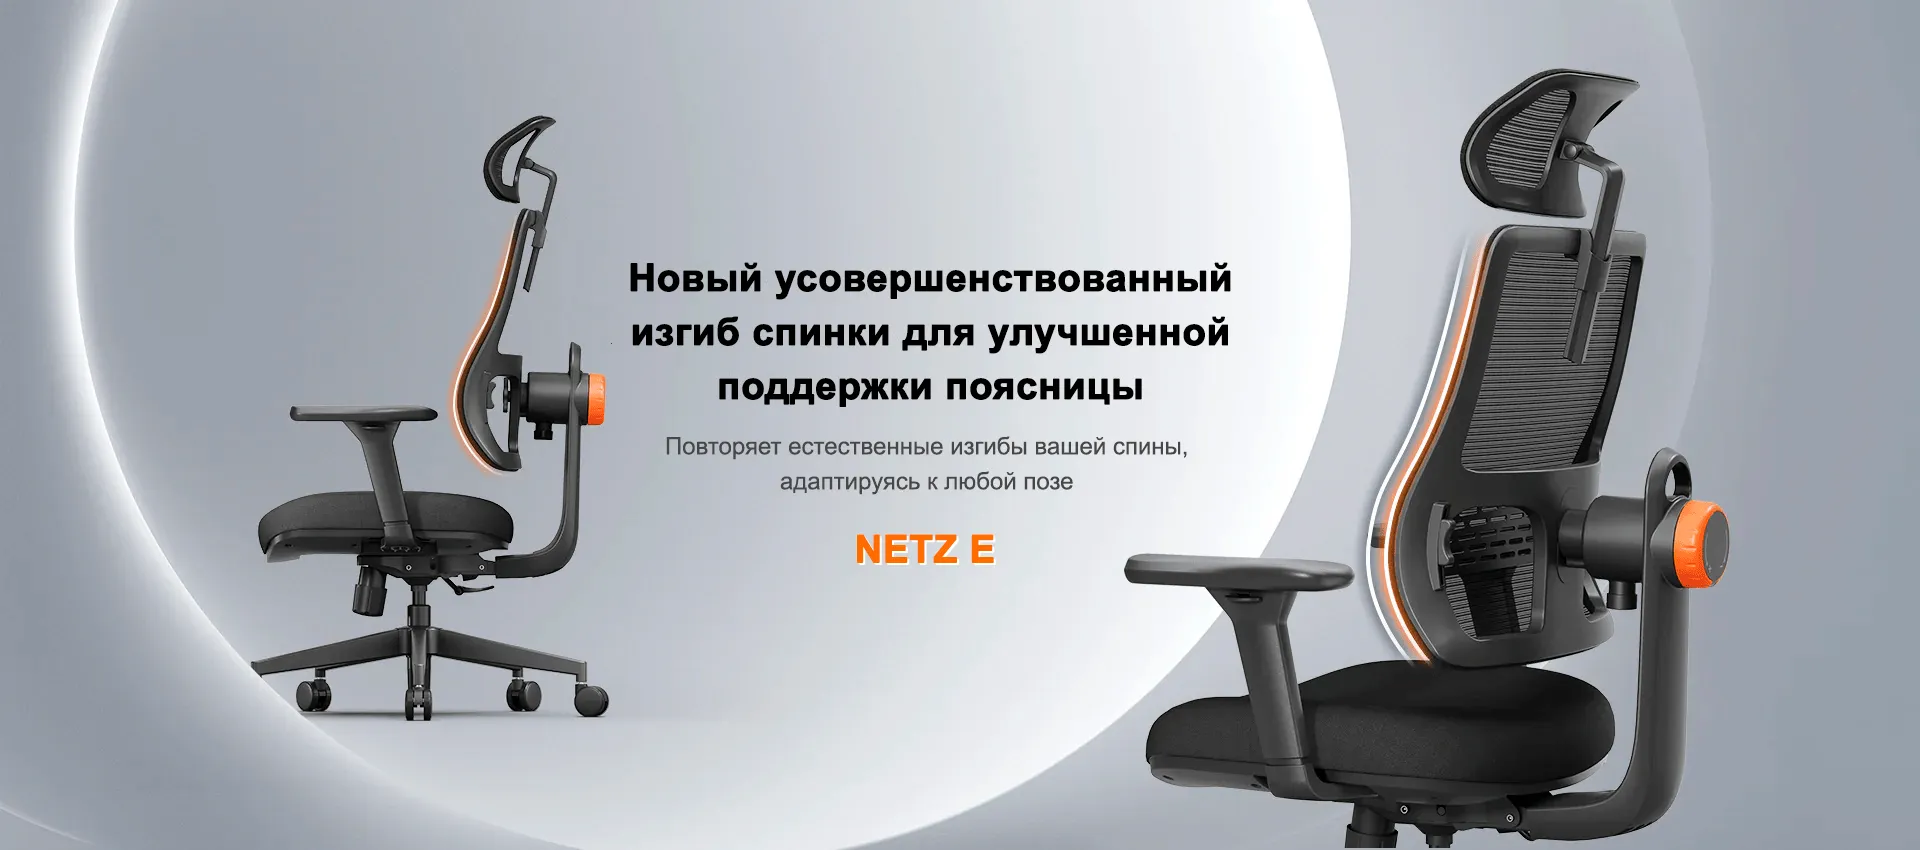 Новый усовершенствованный
изгиб спинки для улучшенной
поддержки поясницы
Повторяет естественные изгибы вашей спины,
адаптируясь к любой позе
NETZ E